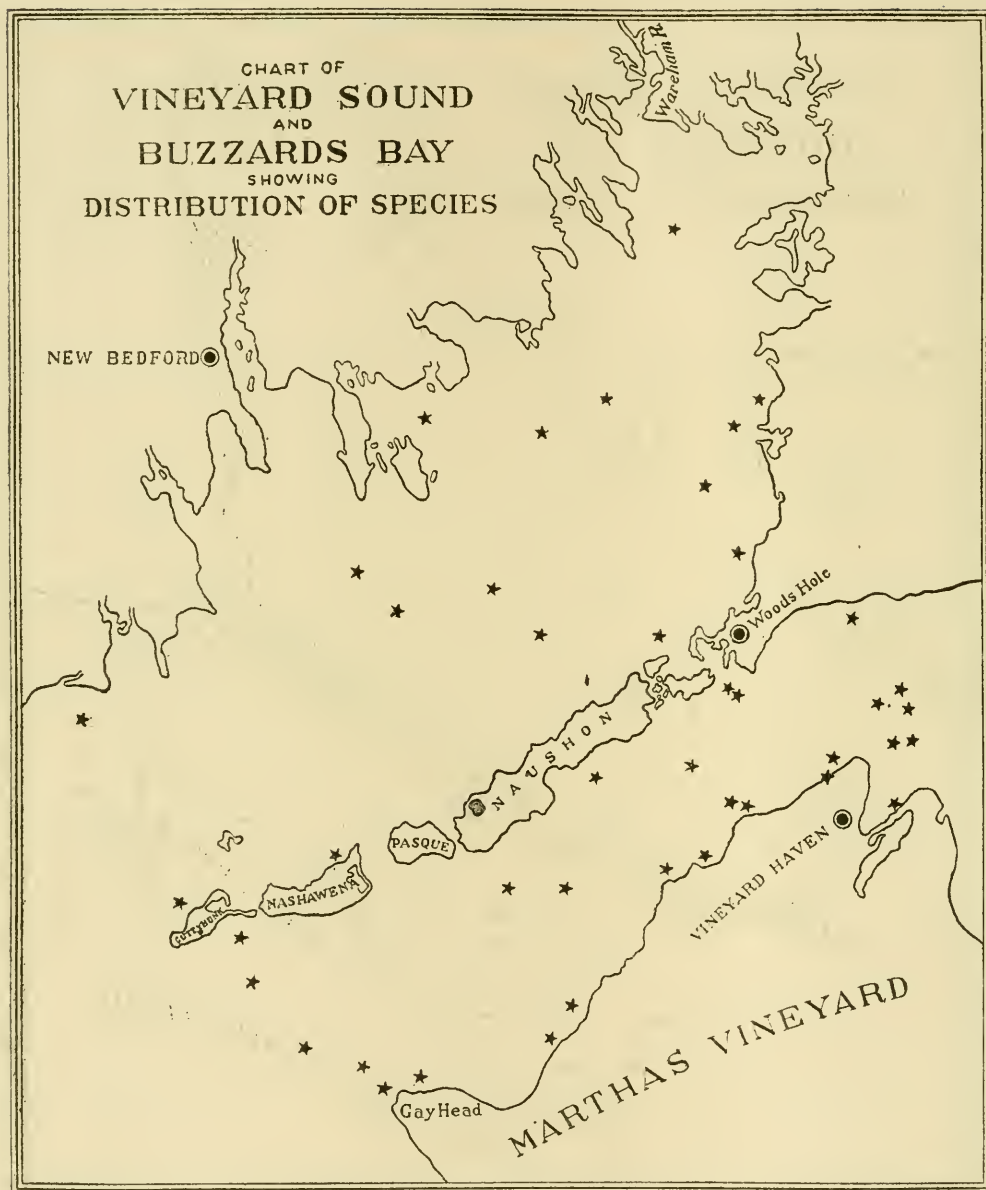 CHART OF
VINEYARD SOUND
AND
BUZZARDS BAY
SHOWING
DISTRIBUTION OF SPECIES
Wareham R.
NEW BEDFORD
Woods Hole
NAUSHON
PASQUE
NASHAWENA
CUTTYHUNK
VINEYARD HAVEN
MARTHAS VINEYARD
Gay Head